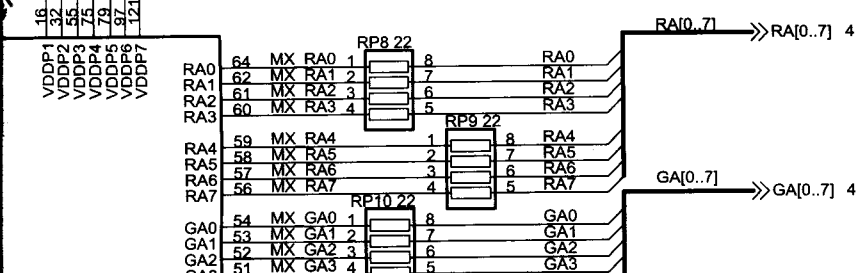 16 32 55 75 79 97 121
VDDP1 VDDP2 VDDP3 VDDP4 VDDP5 VDDP6 VDDP7
RA[0..7] RA[0..7] 4
RP8 22
RA0 64 MX RA0 1 8 RA0
RA1 62 MX RA1 2 7 RA1
RA2 61 MX RA2 3 6 RA2
RA3 60 MX RA3 4 5 RA3
RP9 22
RA4 59 MX RA4 1 8 RA4
RA5 58 MX RA5 2 7 RA5
RA6 57 MX RA6 3 6 RA6
RA7 56 MX RA7 4 5 RA7
GA[0..7] GA[0..7] 4
RP10 22
GA0 54 MX GA0 1 8 GA0
GA1 53 MX GA1 2 7 GA1
GA2 52 MX GA2 3 6 GA2
51 MX GA3 4 5 GA3